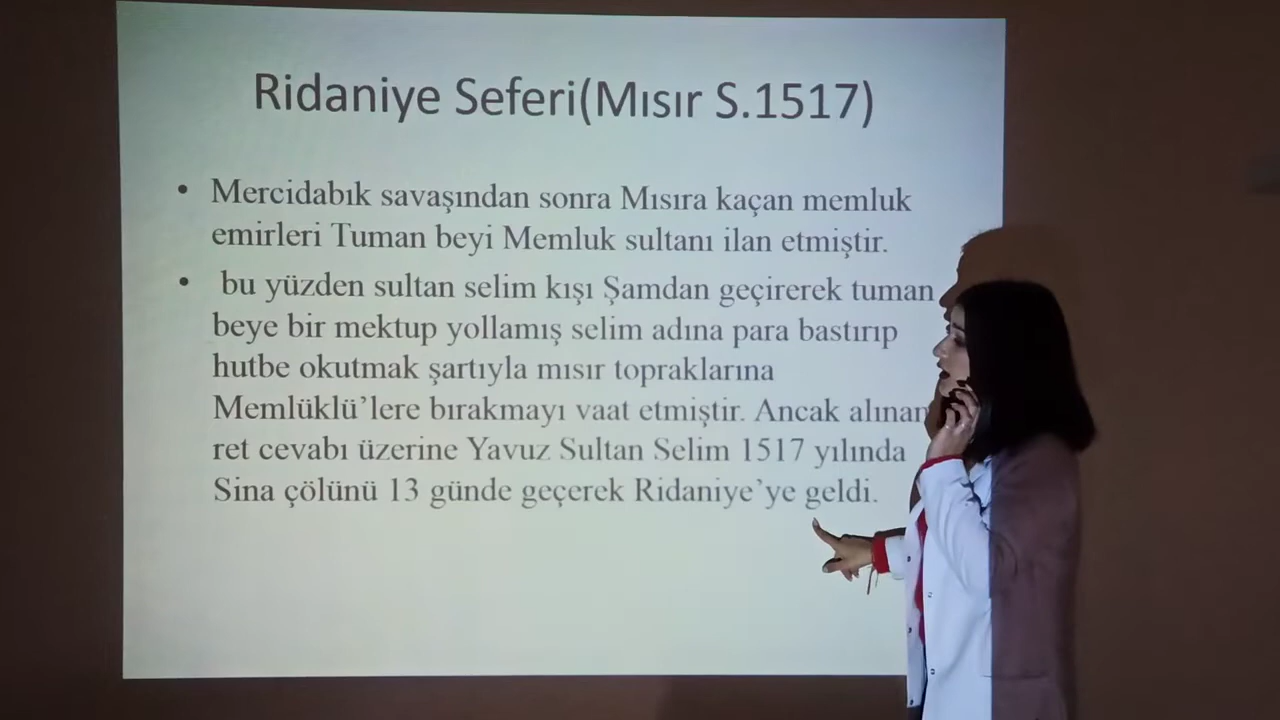 Ridaniye Seferi(Mısır S.1517)
• Mercidabık savaşından sonra Mısıra kaçan memluk
emirleri Tuman beyi Memluk sultanı ilan etmiştir.
• bu yüzden sultan selim kışı Şamdan geçirerek tuman
beye bir mektup yollamış selim adına para bastırıp
hutbe okutmak şartıyla mısır topraklarına
Memlüklü’lere bırakmayı vaat etmiştir. Ancak alınan
ret cevabı üzerine Yavuz Sultan Selim 1517 yılında
Sina çölünü 13 günde geçerek Ridaniye’ye geldi.